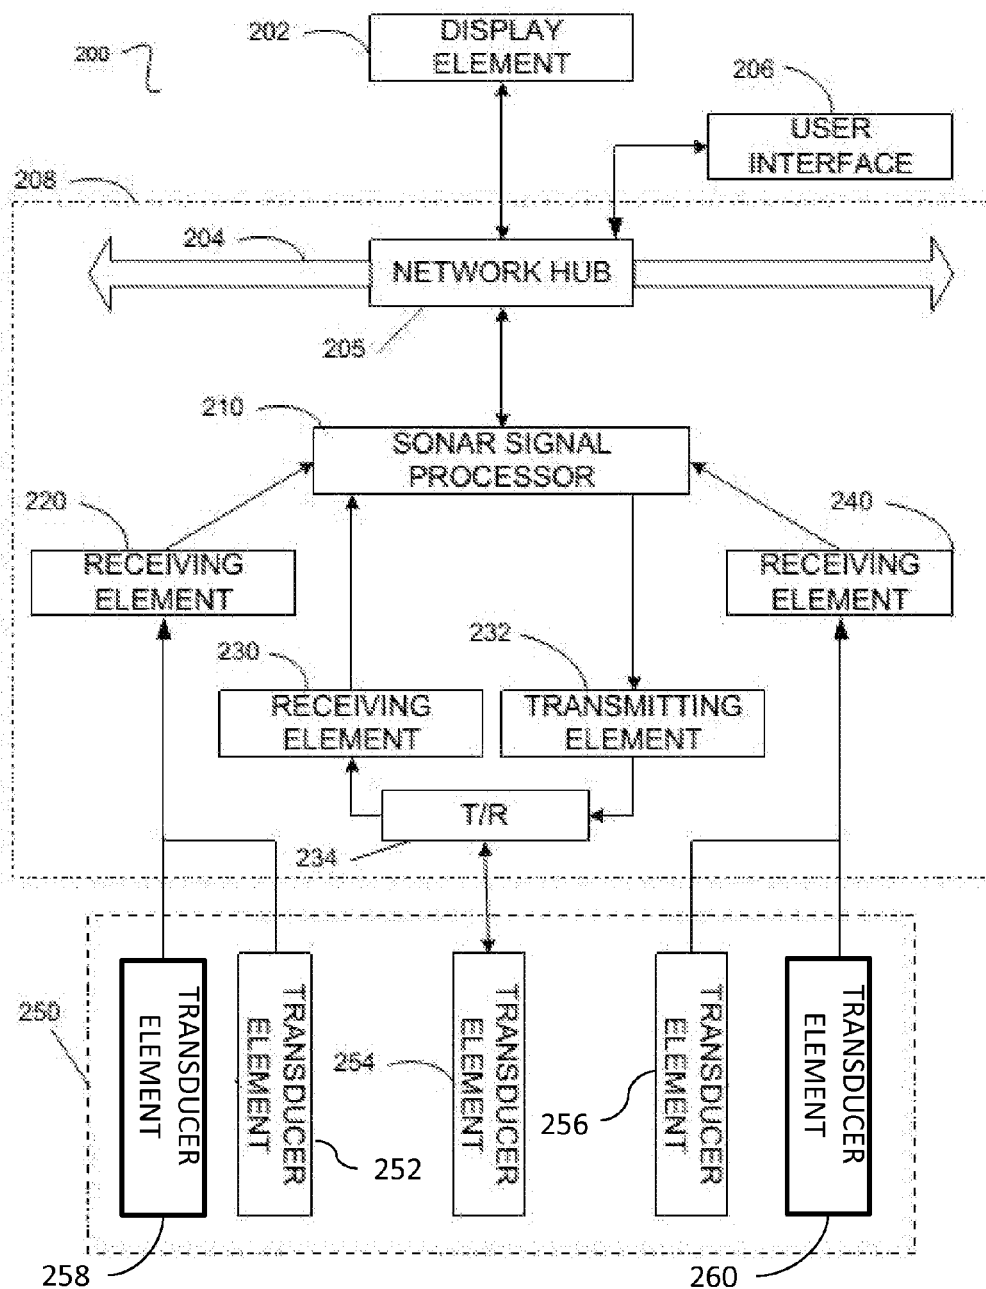 202
DISPLAY
ELEMENT
200
206
USER
INTERFACE
208
204
NETWORK HUB
205
210
SONAR SIGNAL
PROCESSOR
220
RECEIVING
ELEMENT
240
RECEIVING
ELEMENT
230
RECEIVING
ELEMENT
232
TRANSMITTING
ELEMENT
T/R
234
250
TRANSDUCER
ELEMENT
258
TRANSDUCER
ELEMENT
252
254
TRANSDUCER
ELEMENT
256
TRANSDUCER
ELEMENT
TRANSDUCER
ELEMENT
260